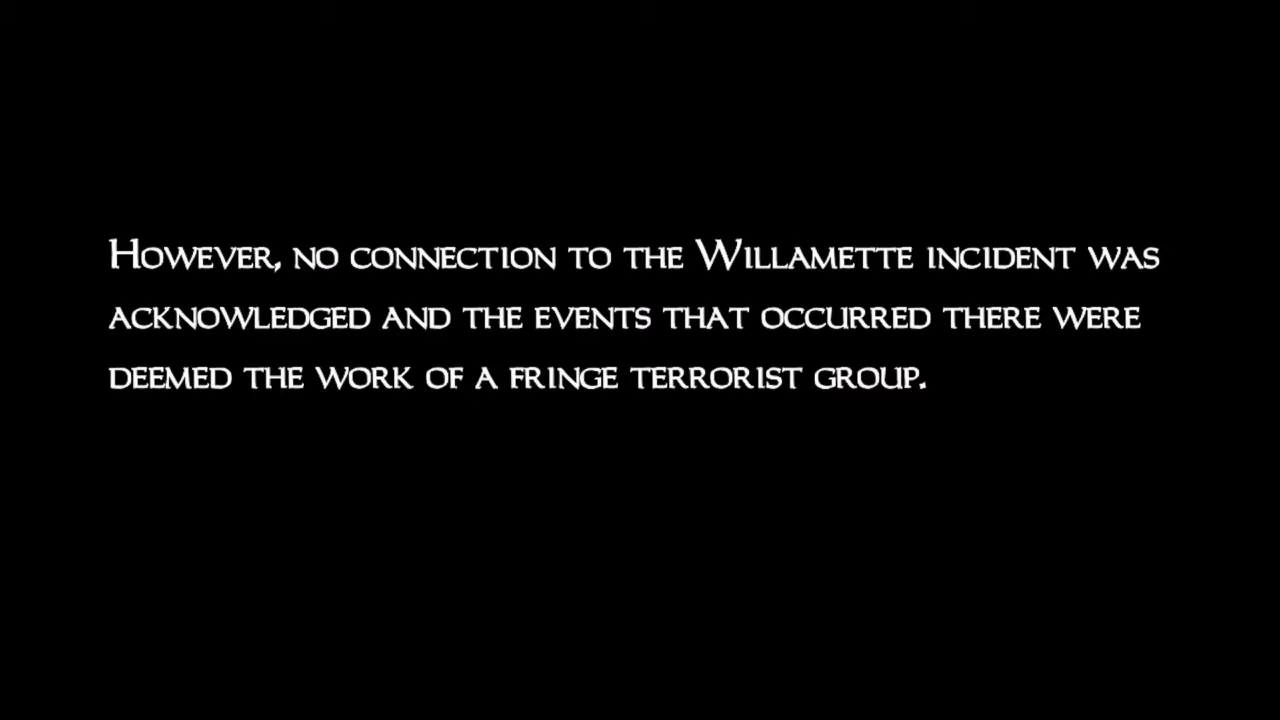 However, no connection to the Willamette incident was
acknowledged and the events that occurred there were
deemed the work of a fringe terrorist group.